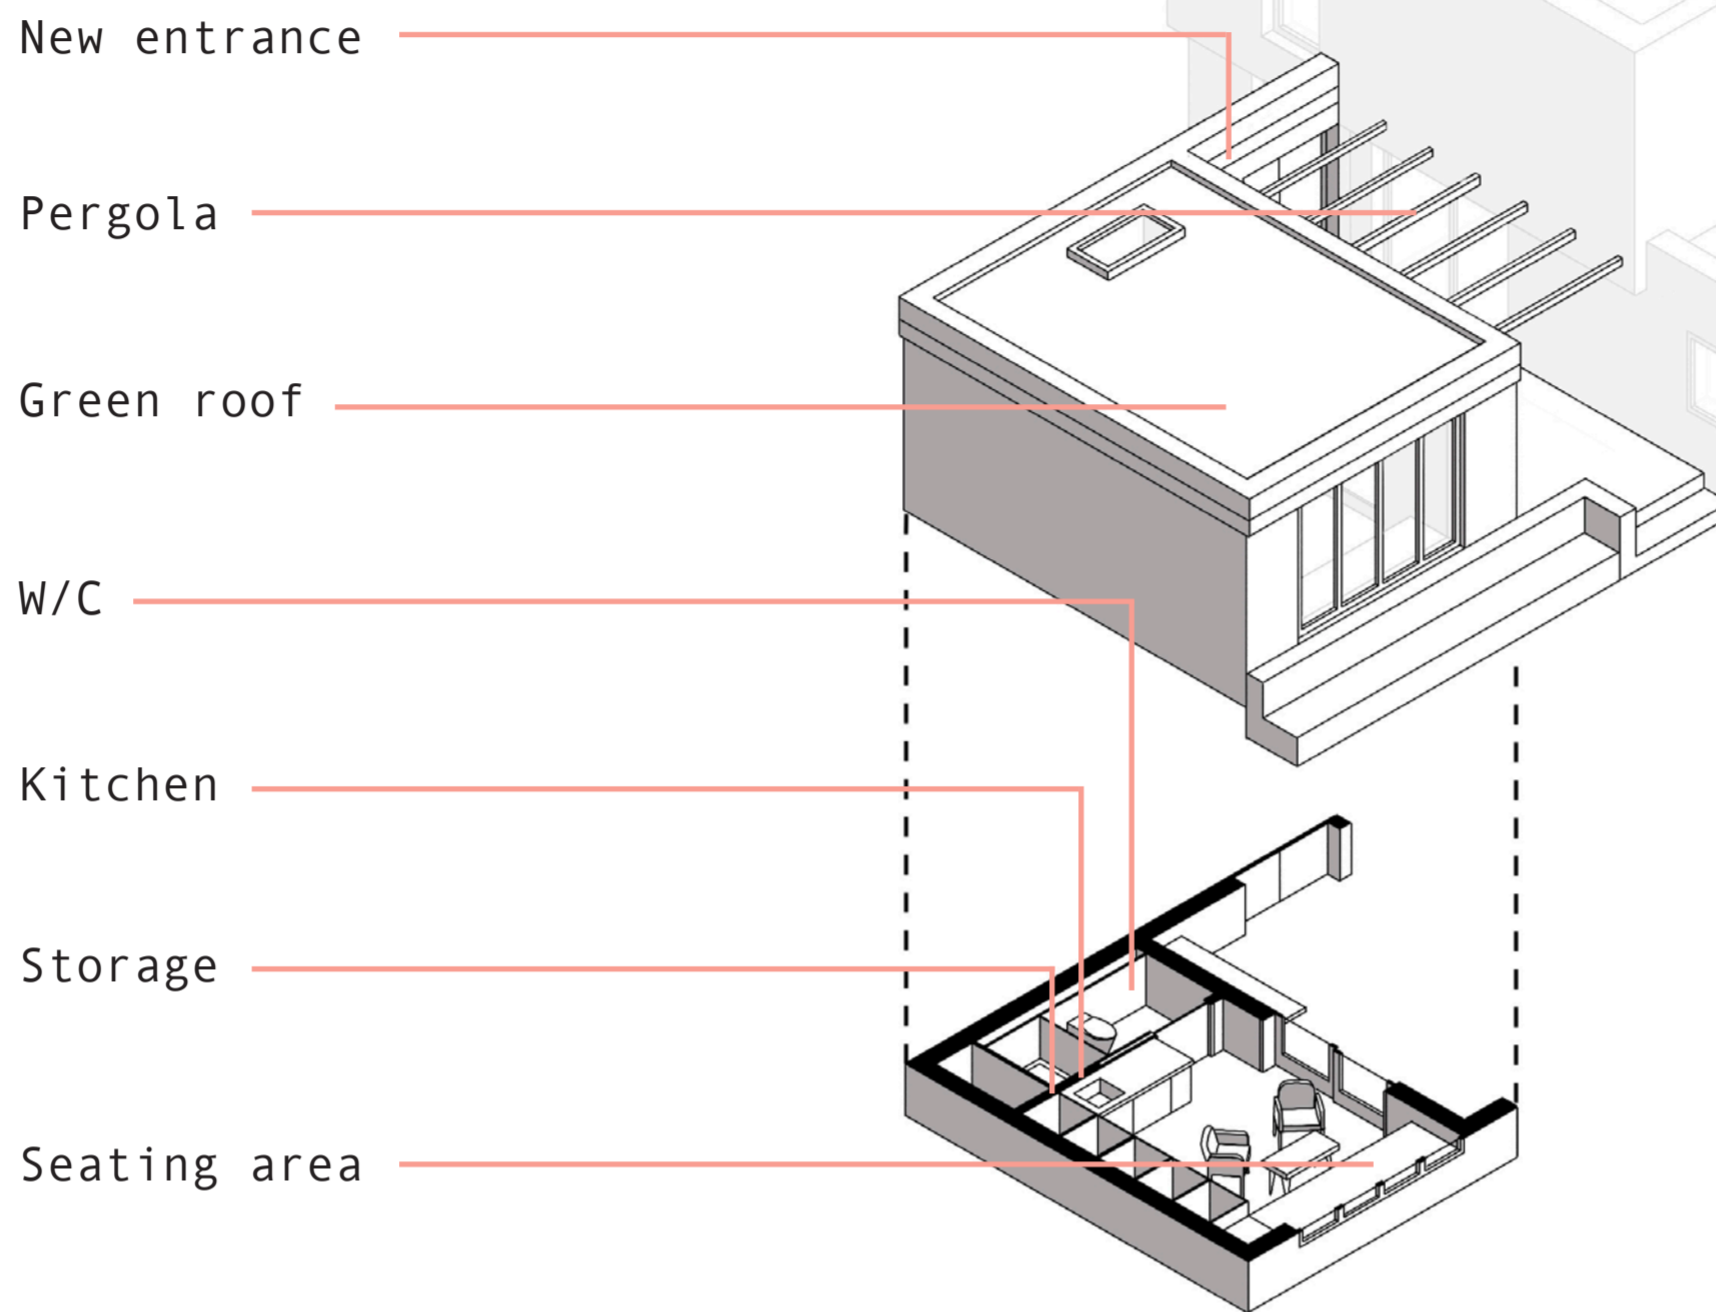 New entrance
Pergola
Green roof
W/C
Kitchen
Storage
Seating area